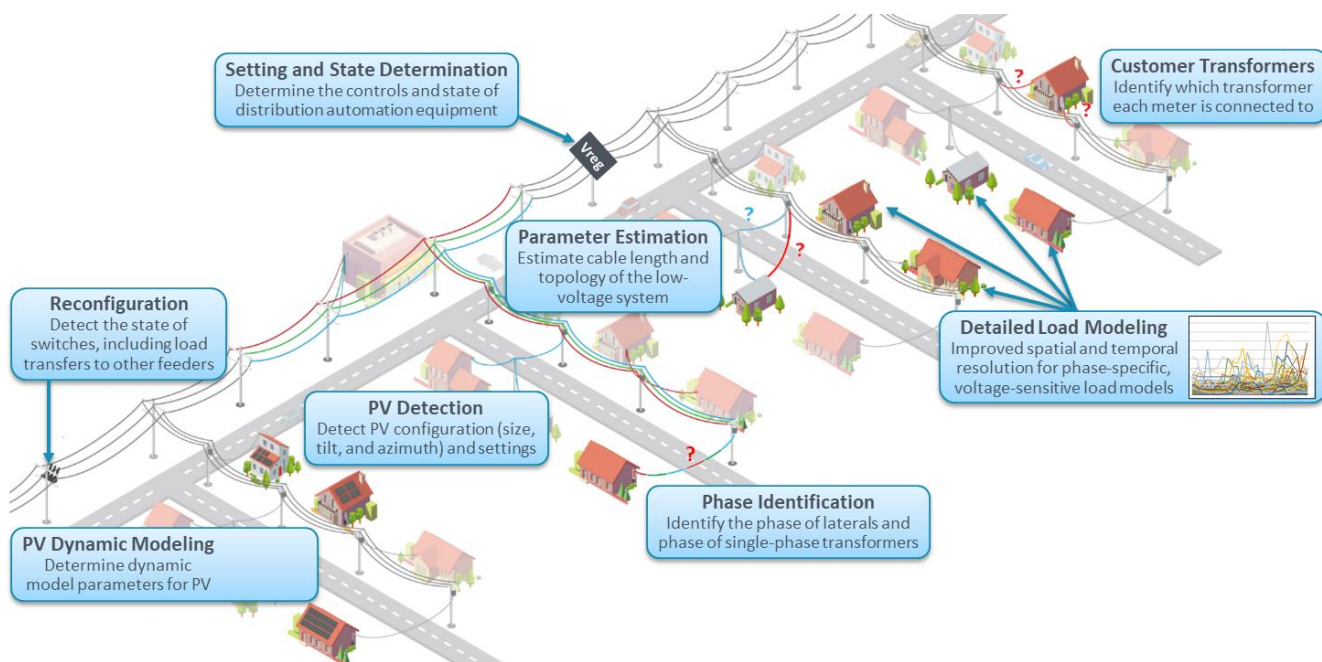 Setting and State Determination
Determine the controls and state of
distribution automation equipment
Customer Transformers
Identify which transformer
each meter is connected to
?
?
Vreg
?
?
Parameter Estimation
Estimate cable length and
topology of the low-
voltage system
Reconfiguration
Detect the state of
switches, including load
transfers to other feeders
Detailed Load Modeling
Improved spatial and temporal
resolution for phase-specific,
voltage-sensitive load models
PV Detection
Detect PV configuration (size,
tilt, and azimuth) and settings
?
Phase Identification
Identify the phase of laterals and
phase of single-phase transformers
PV Dynamic Modeling
Determine dynamic
model parameters for PV